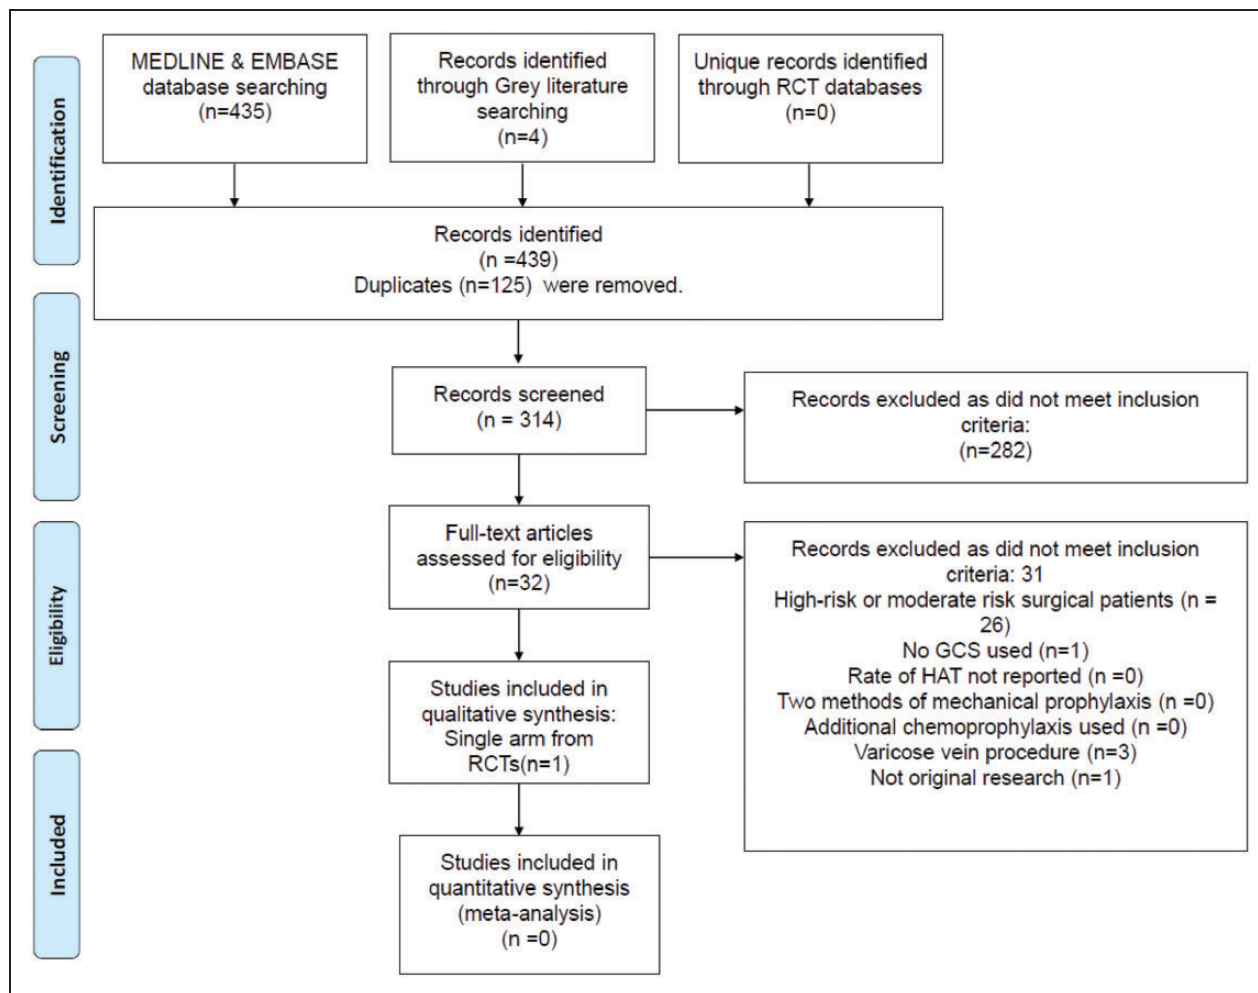 Identification
MEDLINE & EMBASE
database searching
(n=435)
Records identified
through Grey literature
searching
(n=4)
Unique records identified
through RCT databases
(n=0)
Records identified
(n =439)
Duplicates (n=125) were removed.
Screening
Records screened
(n = 314)
Records excluded as did not meet inclusion
criteria:
(n=282)
Eligibility
Full-text articles
assessed for eligibility
(n=32)
Records excluded as did not meet inclusion
criteria: 31
High-risk or moderate risk surgical patients (n =
26)
No GCS used (n=1)
Rate of HAT not reported (n =0)
Two methods of mechanical prophylaxis (n =0)
Additional chemoprophylaxis used (n =0)
Varicose vein procedure (n=3)
Not original research (n=1)
Studies included in
qualitative synthesis:
Single arm from
RCTs(n=1)
Included
Studies included in
quantitative synthesis
(meta-analysis)
(n =0)